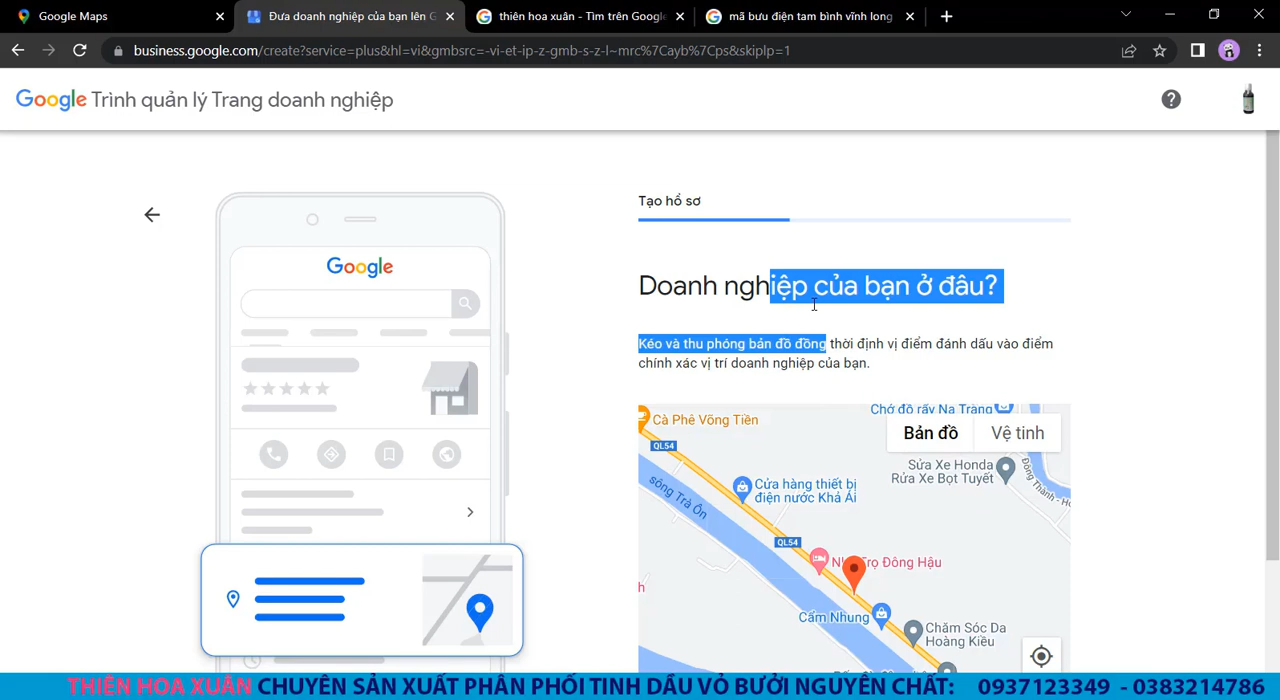 Google Maps
Đưa doanh nghiệp của bạn lên G
thiên hoa xuân - Tìm trên Google
mã bưu điện tam bình vĩnh long
business.google.com/create?service=plus&hl=vi&gmbsrc=-vi-et-ip-z-gmb-s-z-l~mrc%7Cayb%7Cps&skiplp=1
Google Trình quản lý Trang doanh nghiệp
Tạo hồ sơ
Google
Doanh nghiệp của bạn ở đâu?
Kéo và thu phóng bản đồ đồng thời định vị điểm đánh dấu vào điểm
chính xác vị trí doanh nghiệp của bạn.
Cà Phê Võng Tiền
Chợ đồ rẫy Na Tràng
Bản đồ
Vệ tinh
QL54
Sửa Xe Honda
Rửa Xe Bọt Tuyết
sông Trà Ôn
Cửa hàng thiết bị
điện nước Khả Ái
QL54
Trọ Đông Hậu
Cẩm Nhung
Chăm Sóc Da
Hoàng Kiều
THIÊN HOA XUÂN CHUYÊN SẢN XUẤT PHÂN PHỐI TINH DẦU VỎ BƯỞI NGUYÊN CHẤT: 0937123349 - 0383214786